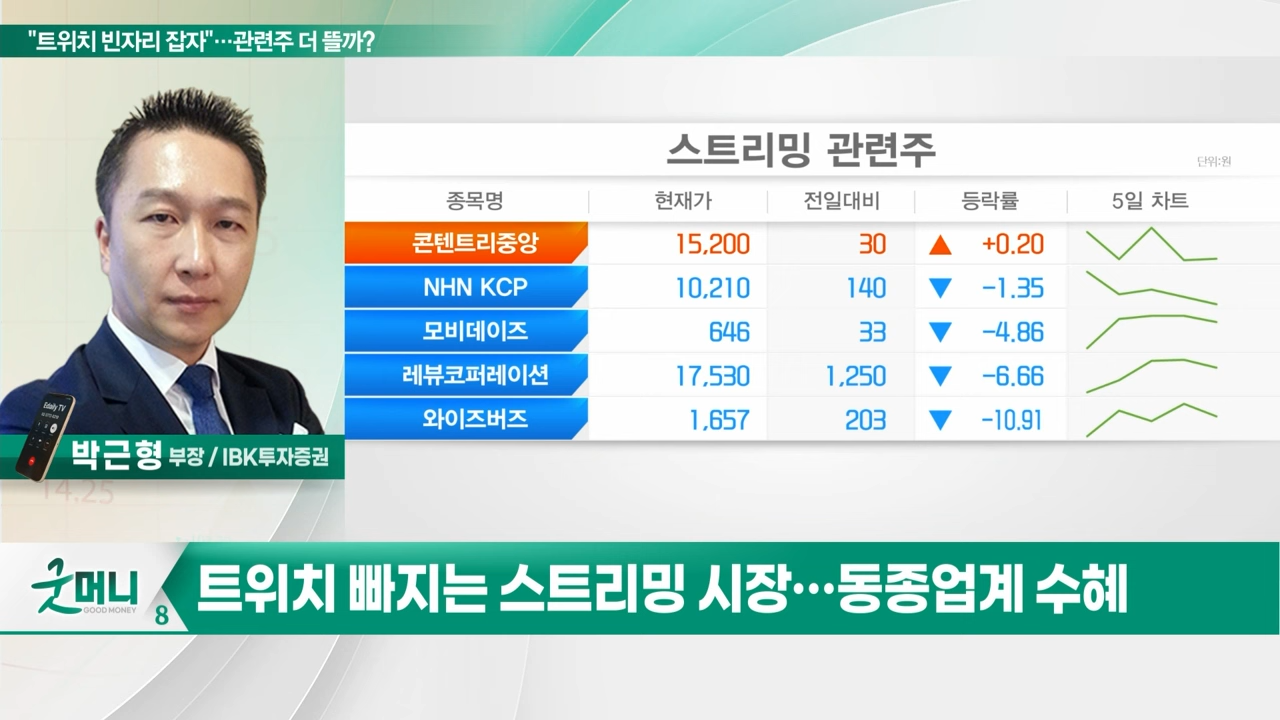 "트위치 빈자리 잡자"…관련주 더 뜰까?
스트리밍 관련주
단위:원
종목명 현재가 전일대비 등락률 5일 차트
콘텐트리중앙 15,200 30 ▲ +0.20
NHN KCP 10,210 140 ▼ -1.35
모비데이즈 646 33 ▼ -4.86
레뷰코퍼레이션 17,530 1,250 ▼ -6.66
와이즈버즈 1,657 203 ▼ -10.91
Edaily TV
박근형 부장 / IBK투자증권
14.25
굿머니
GOOD MONEY
8
트위치 빠지는 스트리밍 시장…동종업계 수혜